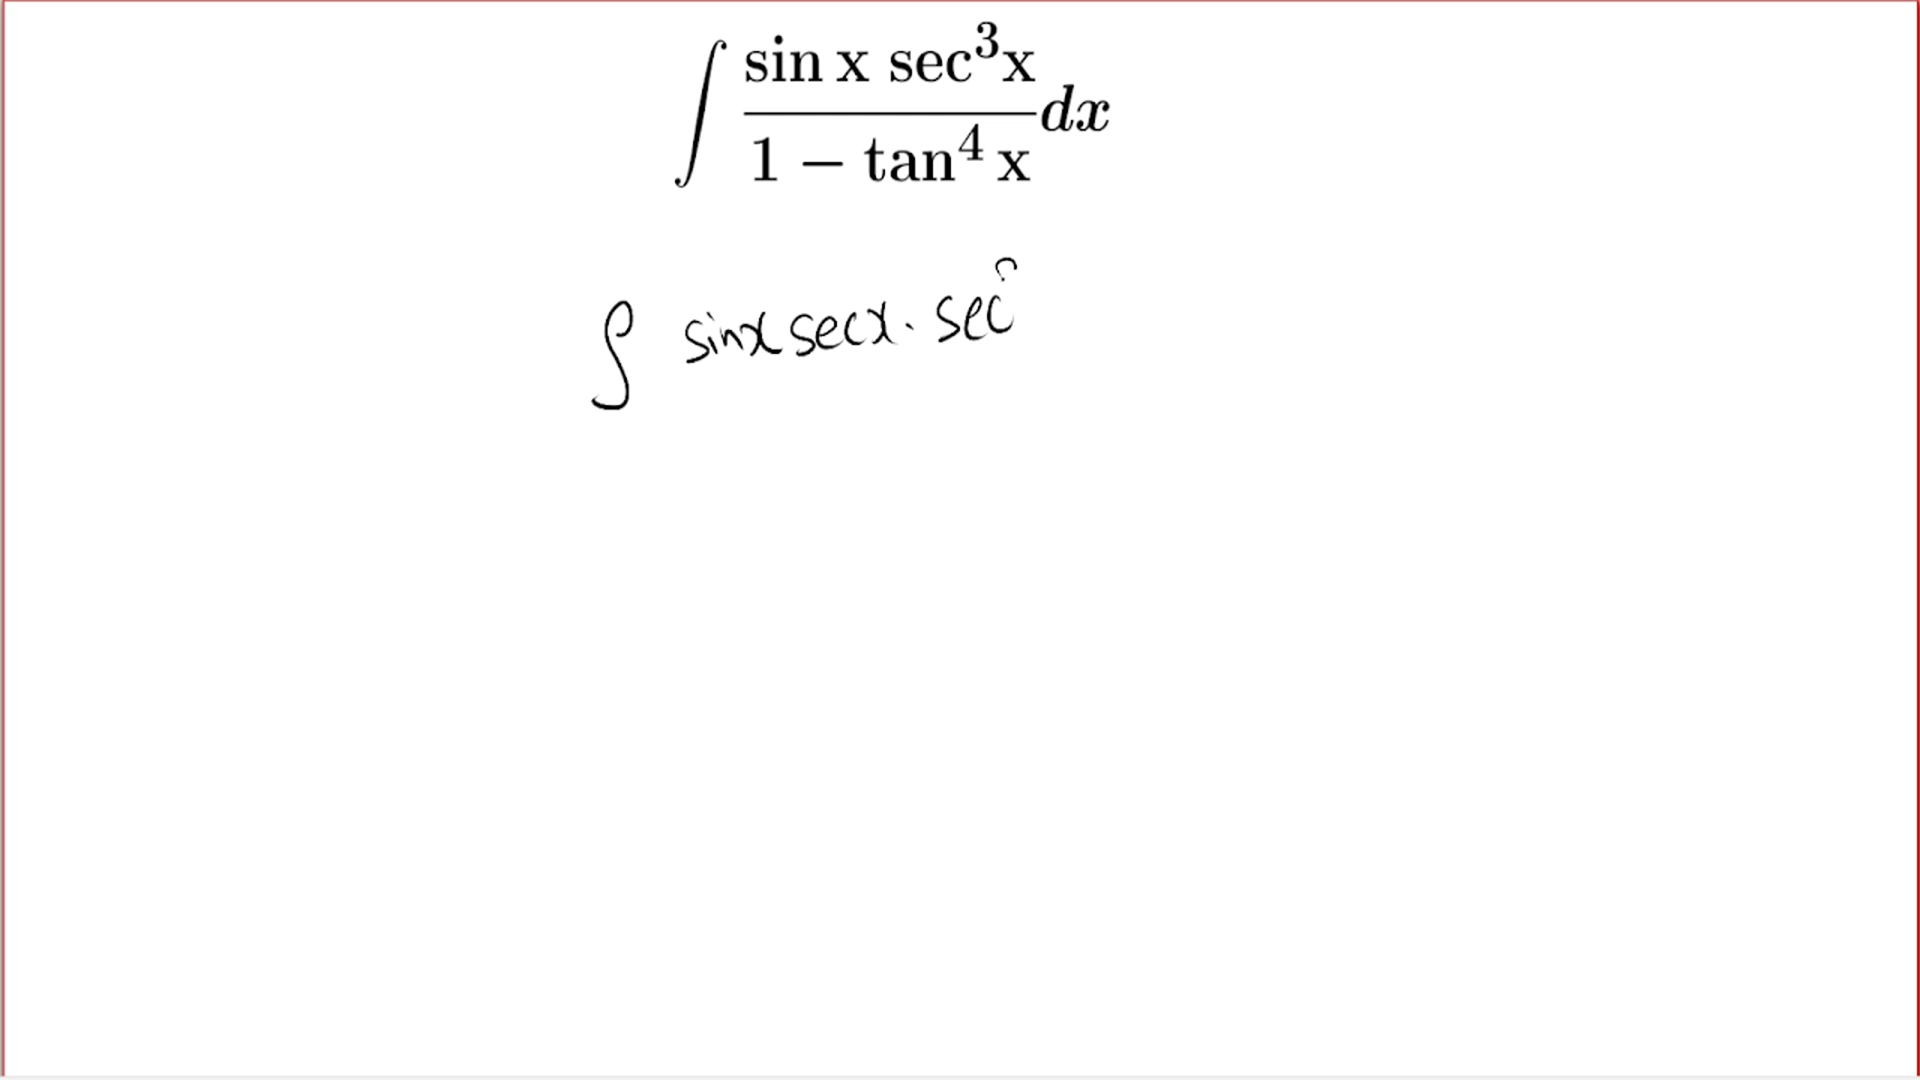 ∫ sin x sec³x / 1 − tan⁴ x dx
∫ sinx secx · sec